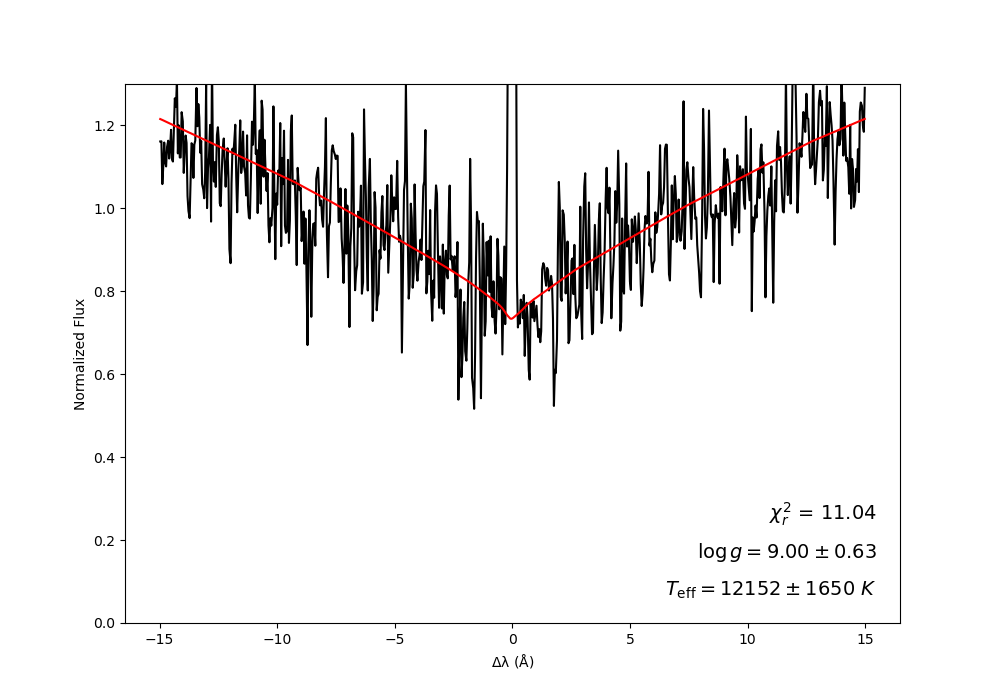 1.2
1.0
0.8
0.6
0.4
0.2
0.0
Normalized Flux
χ²ᵣ = 11.04
log g = 9.00 ± 0.63
T_eff = 12152 ± 1650 K
−15 −10 −5 0 5 10 15
Δλ (Å)